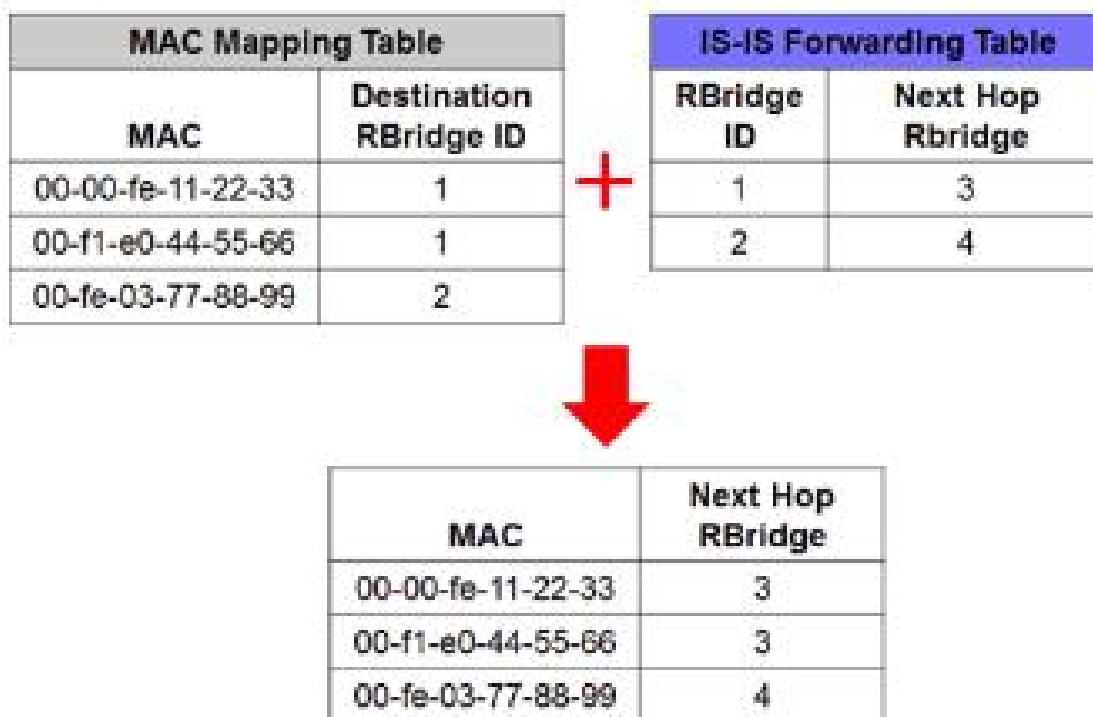 MAC Mapping Table
MAC Destination RBridge ID
00-00-fe-11-22-33 1
00-f1-e0-44-55-66 1
00-fe-03-77-88-99 2
+
IS-IS Forwarding Table
RBridge ID Next Hop Rbridge
1 3
2 4
MAC Next Hop RBridge
00-00-fe-11-22-33 3
00-f1-e0-44-55-66 3
00-fe-03-77-88-99 4